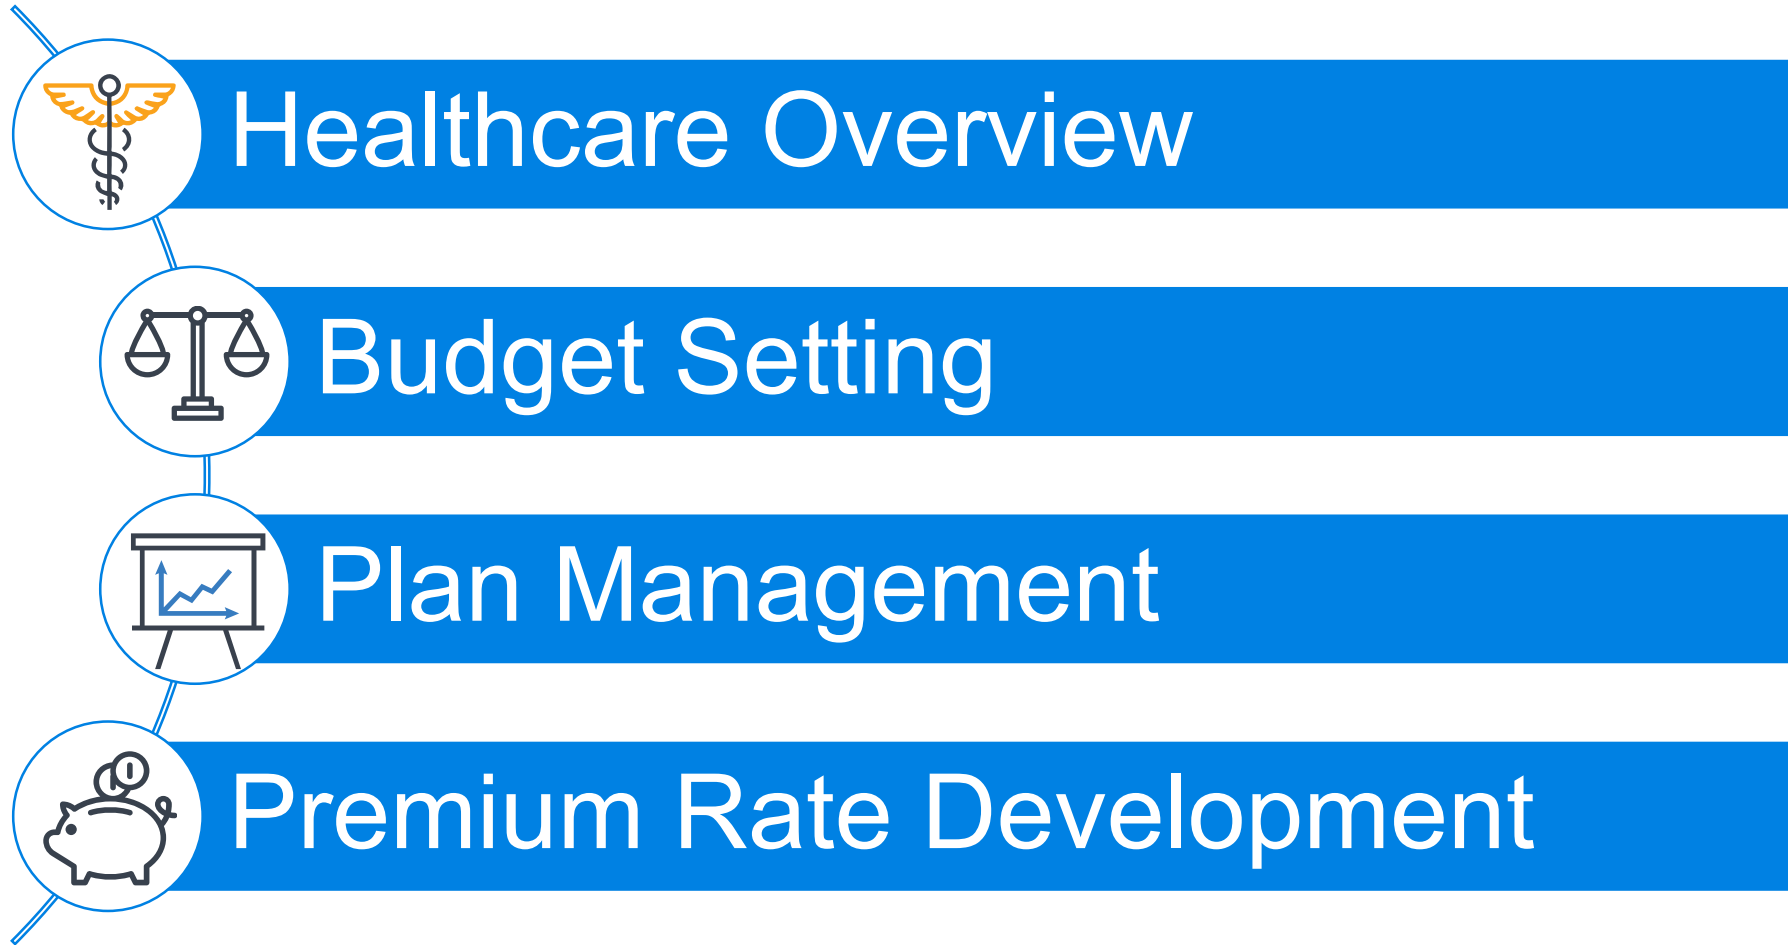 Healthcare Overview
Budget Setting
Plan Management
Premium Rate Development